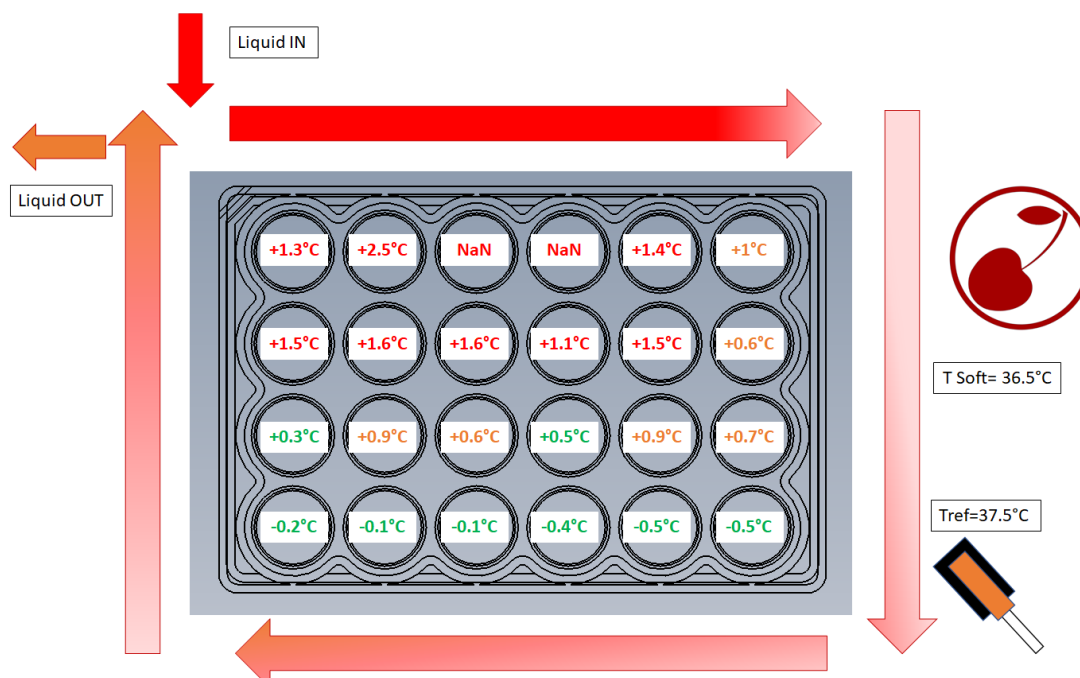 Liquid IN
Liquid OUT
+1.3°C +2.5°C NaN NaN +1.4°C +1°C
+1.5°C +1.6°C +1.6°C +1.1°C +1.5°C +0.6°C
T Soft= 36.5°C
+0.3°C +0.9°C +0.6°C +0.5°C +0.9°C +0.7°C
Tref=37.5°C
-0.2°C -0.1°C -0.1°C -0.4°C -0.5°C -0.5°C